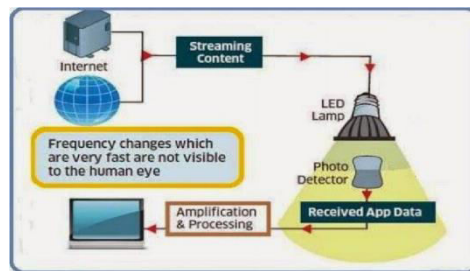 Streaming
Content
Internet
LED
Lamp
Frequency changes which
are very fast are not visible
to the human eye
Photo
Detector
Amplification
& Processing
Received App Data